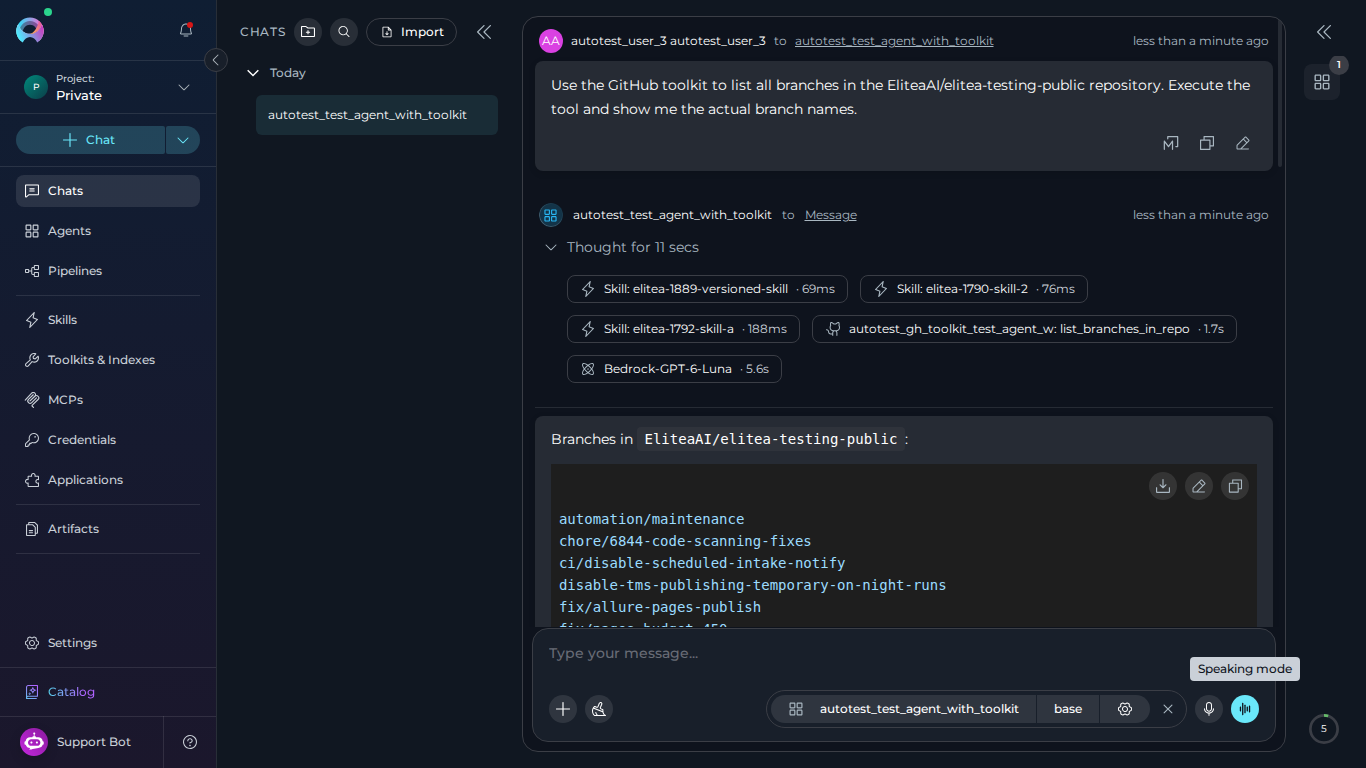 Project:
P
Private
Chat
Chats
Agents
Pipelines
Skills
Toolkits & Indexes
MCPs
Credentials
Applications
Artifacts
Settings
Catalog
Support Bot
CHATS
Import
Today
autotest_test_agent_with_toolkit
AA autotest_user_3 autotest_user_3 to autotest_test_agent_with_toolkit less than a minute ago
Use the GitHub toolkit to list all branches in the EliteaAI/elitea-testing-public repository. Execute the
tool and show me the actual branch names.
autotest_test_agent_with_toolkit to Message less than a minute ago
Thought for 11 secs
Skill: elitea-1889-versioned-skill · 69ms
Skill: elitea-1790-skill-2 · 76ms
Skill: elitea-1792-skill-a · 188ms
autotest_gh_toolkit_test_agent_w: list_branches_in_repo · 1.7s
Bedrock-GPT-6-Luna · 5.6s
Branches in EliteaAI/elitea-testing-public :
automation/maintenance
chore/6844-code-scanning-fixes
ci/disable-scheduled-intake-notify
disable-tms-publishing-temporary-on-night-runs
fix/allure-pages-publish
fix/pages-budget-450
Type your message...
Speaking mode
autotest_test_agent_with_toolkit base
1
5